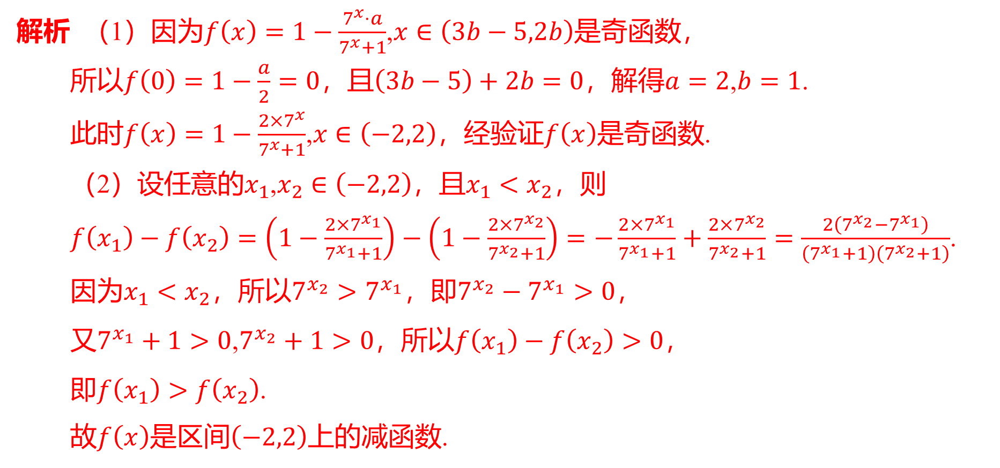 解析 （1）因为$f(x)=1-\frac{7^x \cdot a}{7^x+1},x\in(3b-5,2b)$是奇函数，
所以$f(0)=1-\frac{a}{2}=0$，且$(3b-5)+2b=0$，解得$a=2,b=1$.
此时$f(x)=1-\frac{2\times7^x}{7^x+1},x\in(-2,2)$，经验证$f(x)$是奇函数.
（2）设任意的$x_1,x_2\in(-2,2)$，且$x_1<x_2$，则
$f(x_1)-f(x_2)=\left(1-\frac{2\times7^{x_1}}{7^{x_1}+1}\right)-\left(1-\frac{2\times7^{x_2}}{7^{x_2}+1}\right)=-\frac{2\times7^{x_1}}{7^{x_1}+1}+\frac{2\times7^{x_2}}{7^{x_2}+1}=\frac{2(7^{x_2}-7^{x_1})}{(7^{x_1}+1)(7^{x_2}+1)}$.
因为$x_1<x_2$，所以$7^{x_2}>7^{x_1}$，即$7^{x_2}-7^{x_1}>0$，
又$7^{x_1}+1>0,7^{x_2}+1>0$，所以$f(x_1)-f(x_2)>0$，
即$f(x_1)>f(x_2)$.
故$f(x)$是区间$(-2,2)$上的减函数.